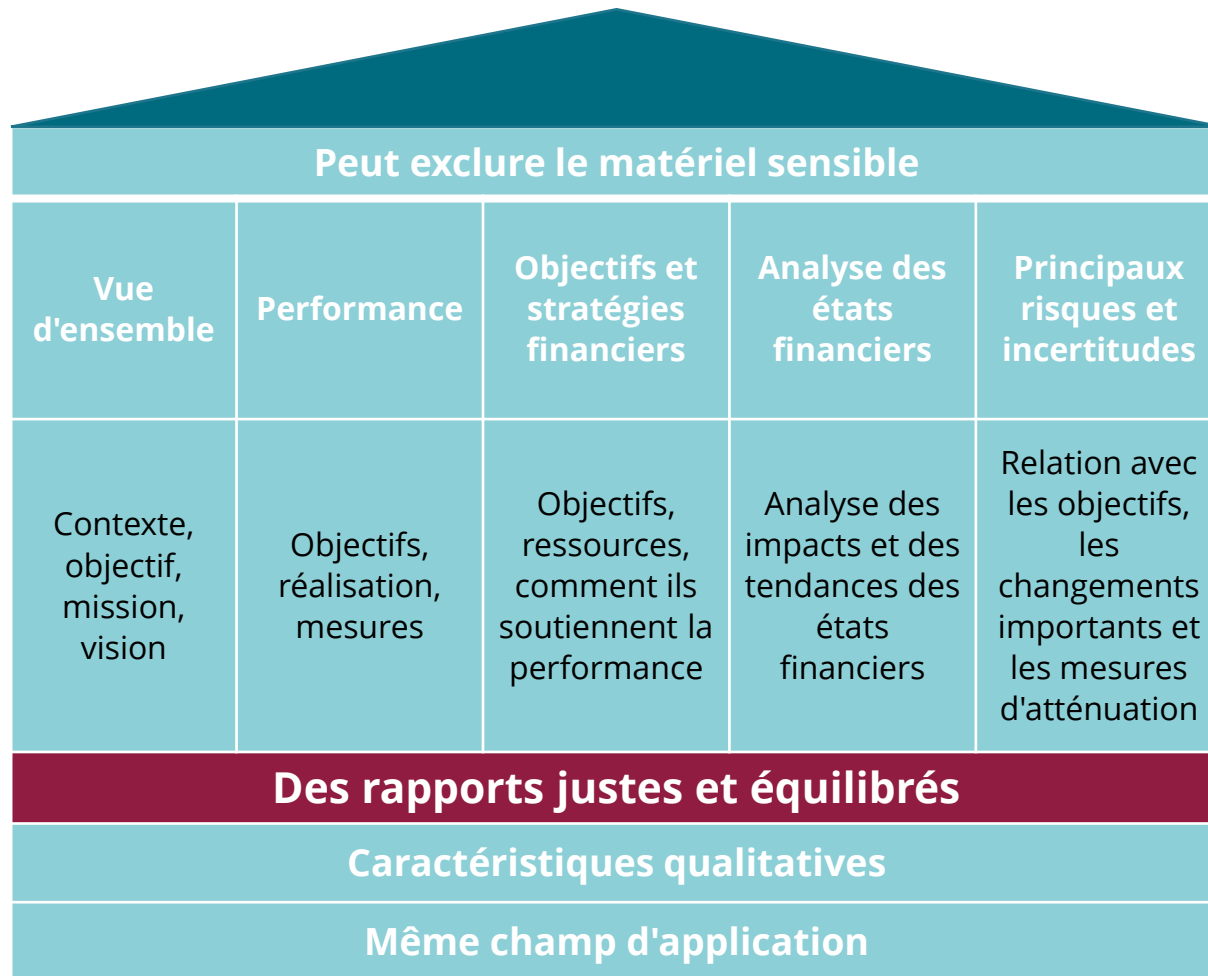 Peut exclure le matériel sensible
Vue
d'ensemble
Performance
Objectifs et
stratégies
financiers
Analyse des
états
financiers
Principaux
risques et
incertitudes
Contexte,
objectif,
mission,
vision
Objectifs,
réalisation,
mesures
Objectifs,
ressources,
comment ils
soutiennent la
performance
Analyse des
impacts et des
tendances des
états
financiers
Relation avec
les objectifs,
les
changements
importants et
les mesures
d'atténuation
Des rapports justes et équilibrés
Caractéristiques qualitatives
Même champ d'application